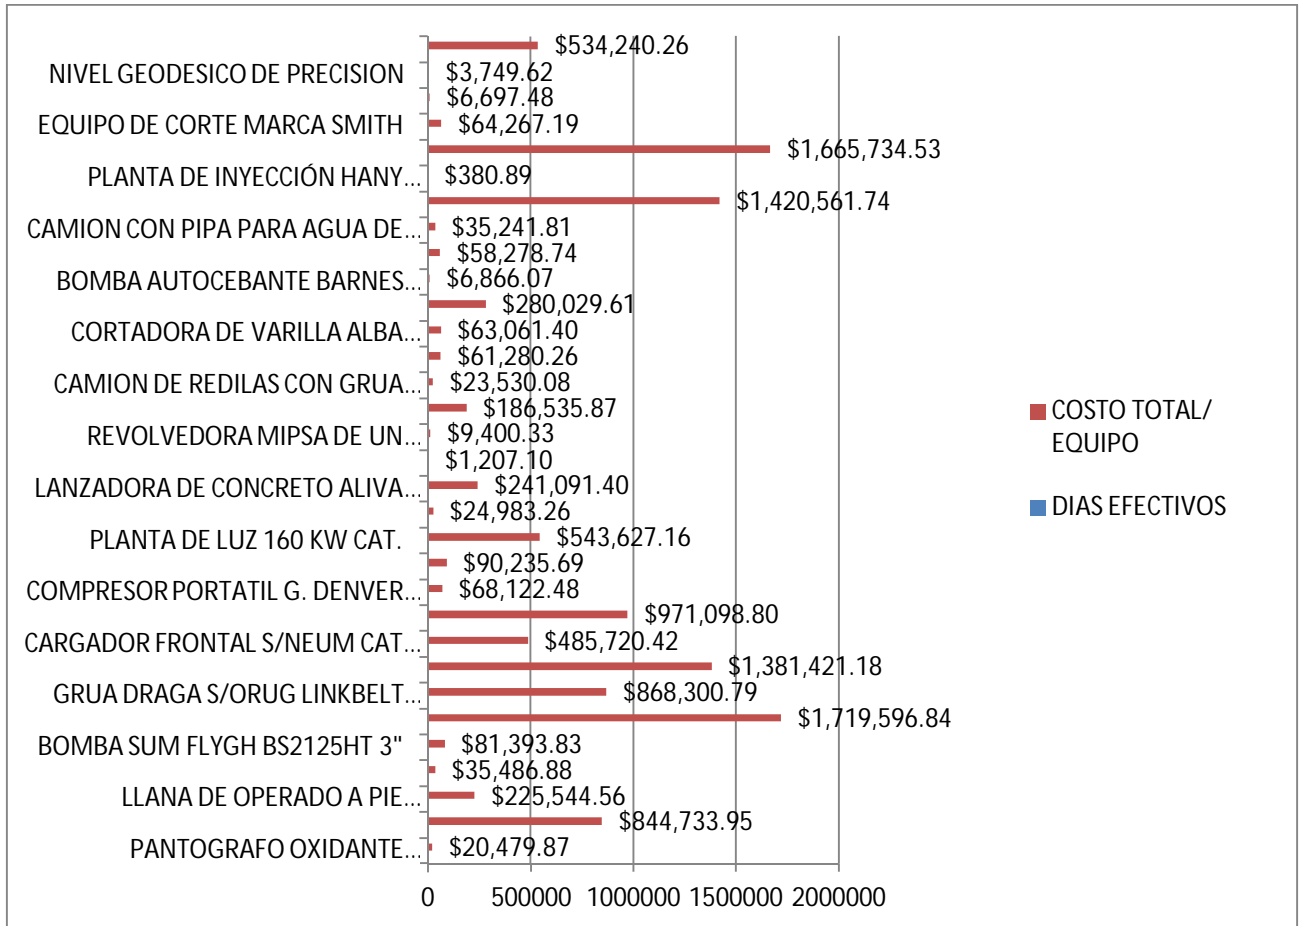 $534,240.26
NIVEL GEODESICO DE PRECISION
$3,749.62
$6,697.48
EQUIPO DE CORTE MARCA SMITH
$64,267.19
$1,665,734.53
PLANTA DE INYECCIÓN HANY...
$380.89
$1,420,561.74
CAMION CON PIPA PARA AGUA DE...
$35,241.81
$58,278.74
BOMBA AUTOCEBANTE BARNES...
$6,866.07
$280,029.61
CORTADORA DE VARILLA ALBA...
$63,061.40
$61,280.26
CAMION DE REDILAS CON GRUA...
$23,530.08
$186,535.87
REVOLVEDORA MIPSA DE UN...
$9,400.33
$1,207.10
LANZADORA DE CONCRETO ALIVA...
$241,091.40
$24,983.26
PLANTA DE LUZ 160 KW CAT.
$543,627.16
$90,235.69
COMPRESOR PORTATIL G. DENVER...
$68,122.48
$971,098.80
CARGADOR FRONTAL S/NEUM CAT...
$485,720.42
$1,381,421.18
GRUA DRAGA S/ORUG LINKBELT...
$868,300.79
$1,719,596.84
BOMBA SUM FLYGH BS2125HT 3"
$81,393.83
$35,486.88
LLANA DE OPERADO A PIE...
$225,544.56
$844,733.95
PANTOGRAFO OXIDANTE...
$20,479.87
0 500000 1000000 1500000 2000000
COSTO TOTAL/
EQUIPO
DIAS EFECTIVOS